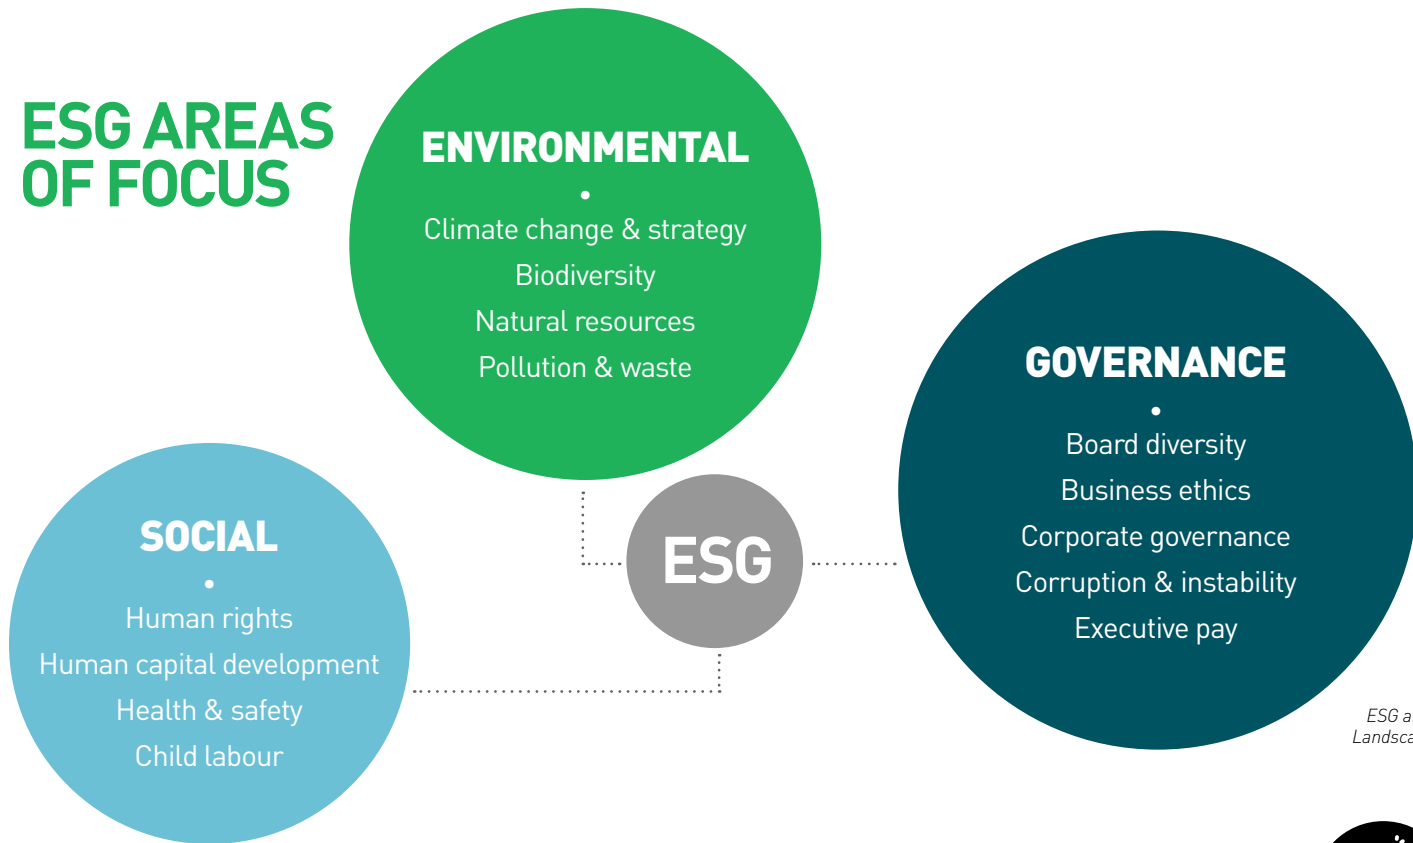 ESG AREAS
OF FOCUS
ENVIRONMENTAL
Climate change & strategy
Biodiversity
Natural resources
Pollution & waste
GOVERNANCE
Board diversity
Business ethics
Corporate governance
Corruption & instability
Executive pay
SOCIAL
Human rights
Human capital development
Health & safety
Child labour
ESG
ESG